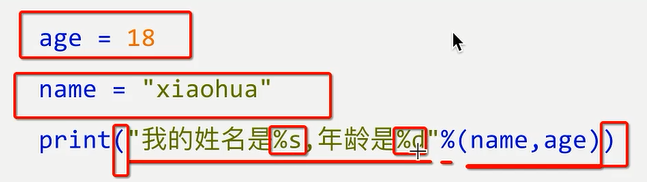 age = 18
name = "xiaohua"
print("我的姓名是%s,年龄是%d"%(name,age))